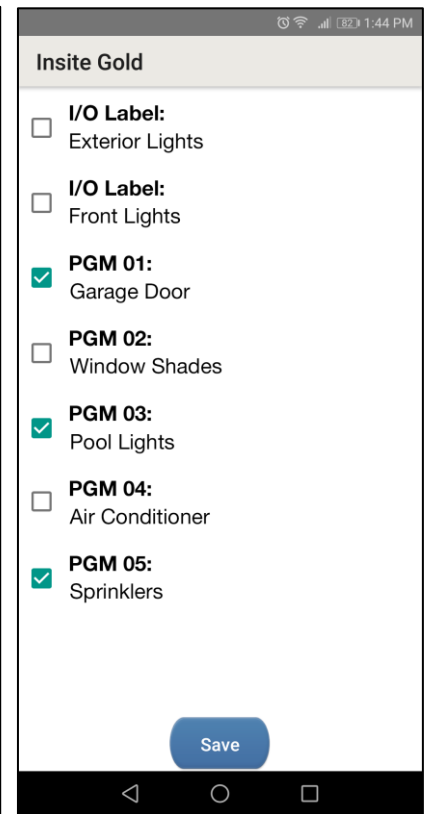 82 1:44 PM
Insite Gold
I/O Label:
Exterior Lights
I/O Label:
Front Lights
PGM 01:
Garage Door
PGM 02:
Window Shades
PGM 03:
Pool Lights
PGM 04:
Air Conditioner
PGM 05:
Sprinklers
Save